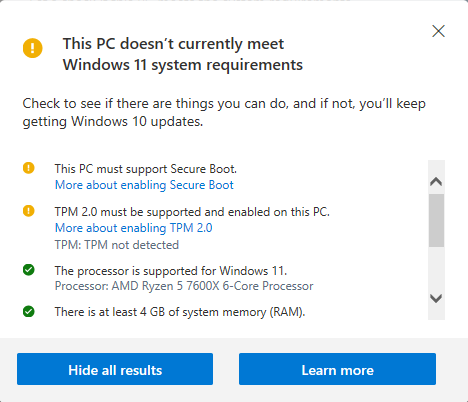 This PC doesn't currently meet
Windows 11 system requirements
Check to see if there are things you can do, and if not, you'll keep
getting Windows 10 updates.
This PC must support Secure Boot.
More about enabling Secure Boot
TPM 2.0 must be supported and enabled on this PC.
More about enabling TPM 2.0
TPM: TPM not detected
The processor is supported for Windows 11.
Processor: AMD Ryzen 5 7600X 6-Core Processor
There is at least 4 GB of system memory (RAM).
Hide all results
Learn more